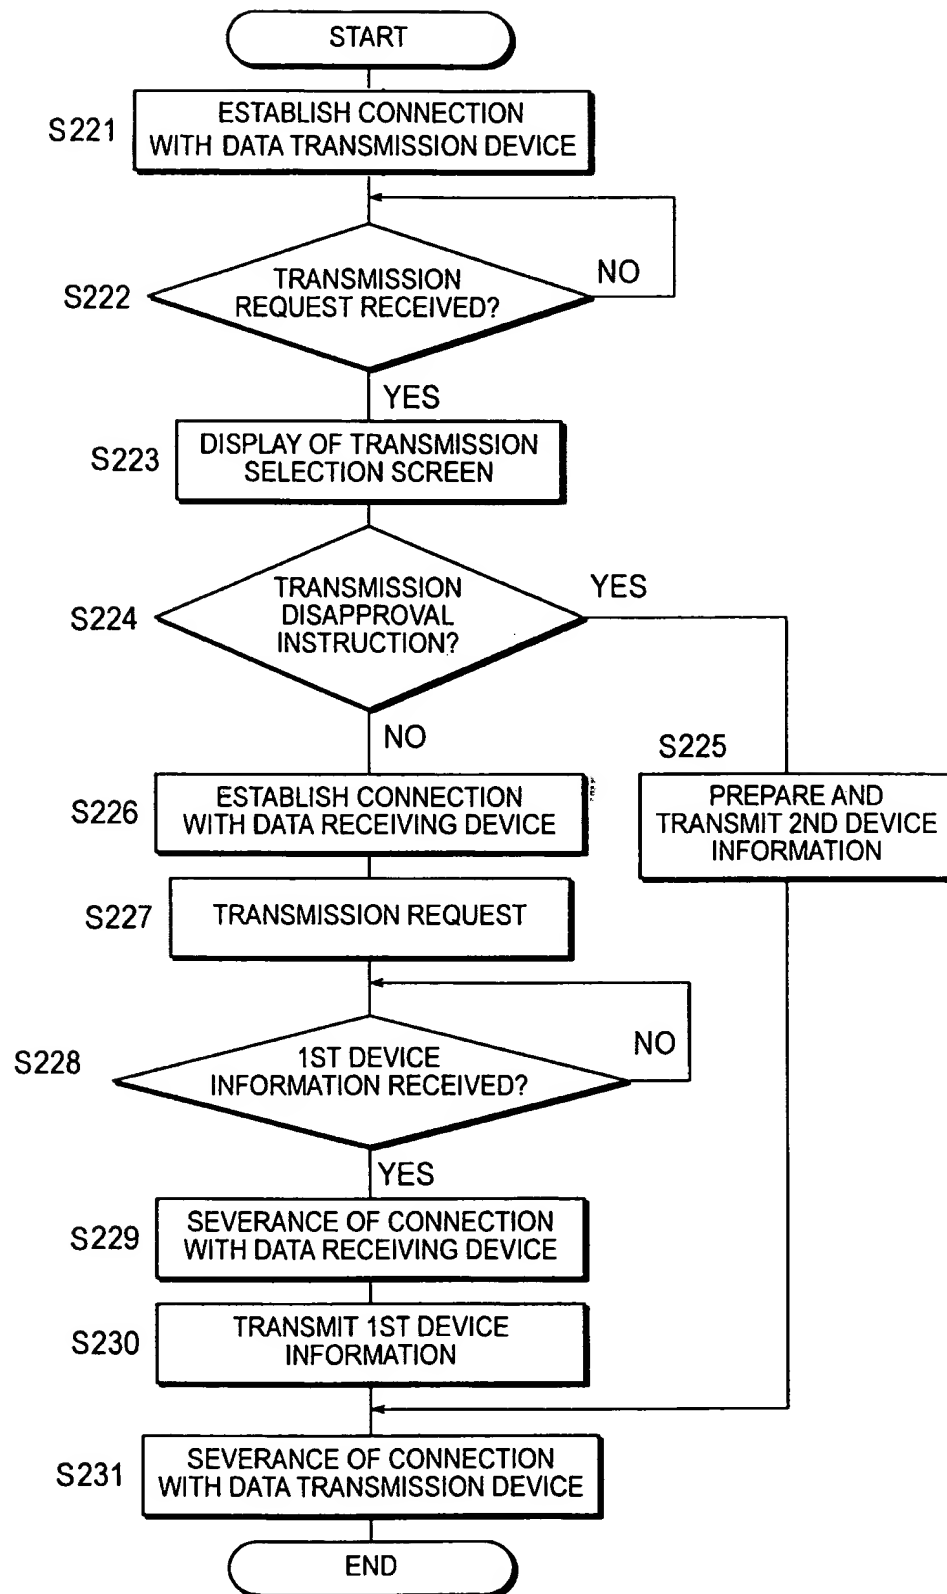 START
S221
ESTABLISH CONNECTION
WITH DATA TRANSMISSION DEVICE
S222
TRANSMISSION
REQUEST RECEIVED?
NO
YES
S223
DISPLAY OF TRANSMISSION
SELECTION SCREEN
S224
TRANSMISSION
DISAPPROVAL
INSTRUCTION?
YES
NO
S225
PREPARE AND
TRANSMIT 2ND DEVICE
INFORMATION
S226
ESTABLISH CONNECTION
WITH DATA RECEIVING DEVICE
S227
TRANSMISSION REQUEST
S228
1ST DEVICE
INFORMATION RECEIVED?
NO
YES
S229
SEVERANCE OF CONNECTION
WITH DATA RECEIVING DEVICE
S230
TRANSMIT 1ST DEVICE
INFORMATION
S231
SEVERANCE OF CONNECTION
WITH DATA TRANSMISSION DEVICE
END